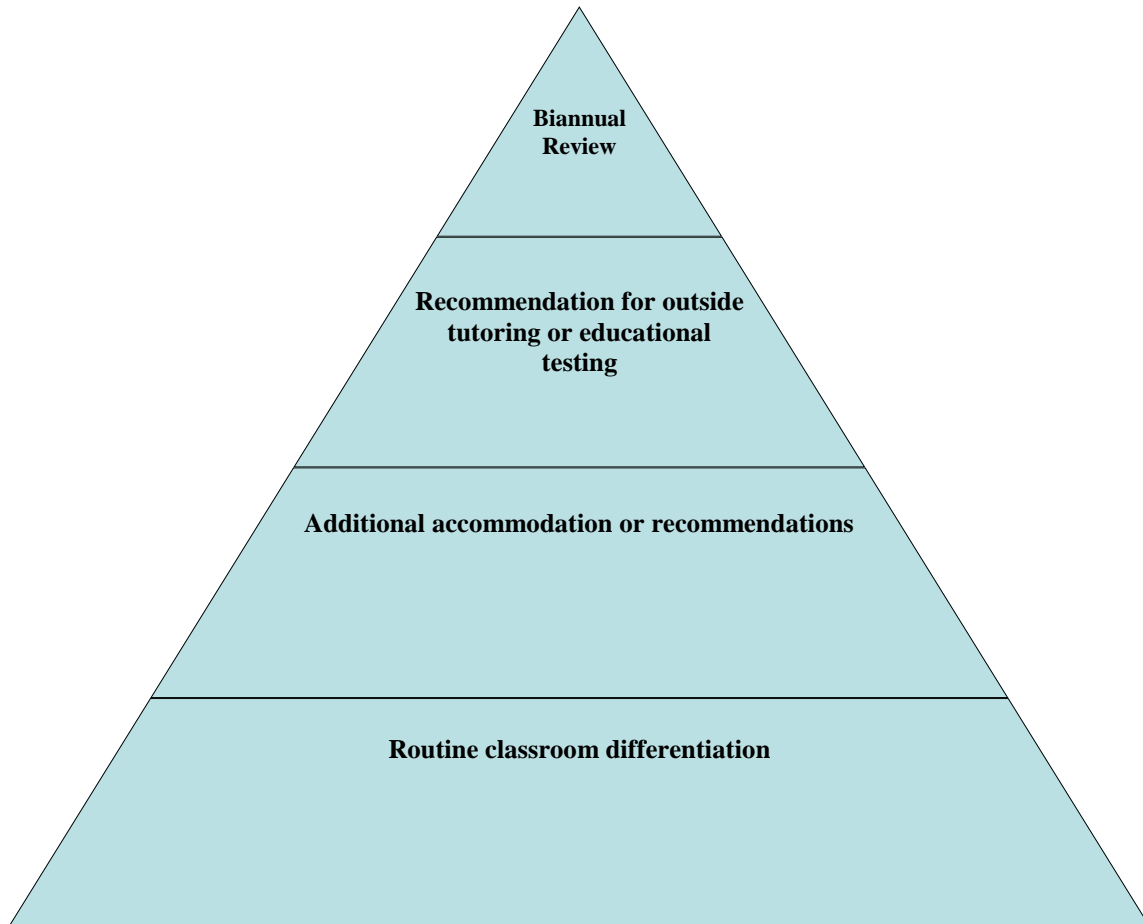 Biannual
Review
Recommendation for outside
tutoring or educational
testing
Additional accommodation or recommendations
Routine classroom differentiation